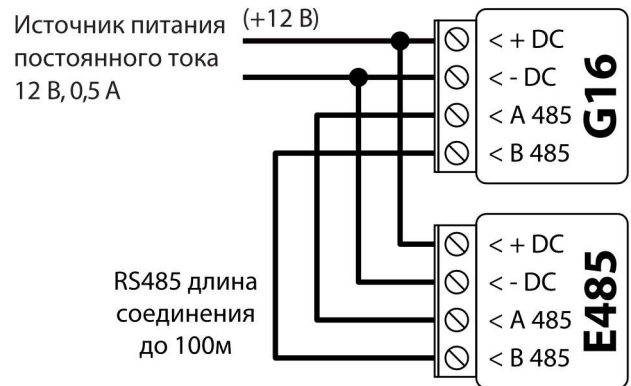 Источник питания
постоянного тока
12 В, 0,5 А
(+12 В)
< + DC
< - DC
< A 485
< B 485
G16
< + DC
< - DC
< A 485
< B 485
E485
RS485 длина
соединения
до 100м